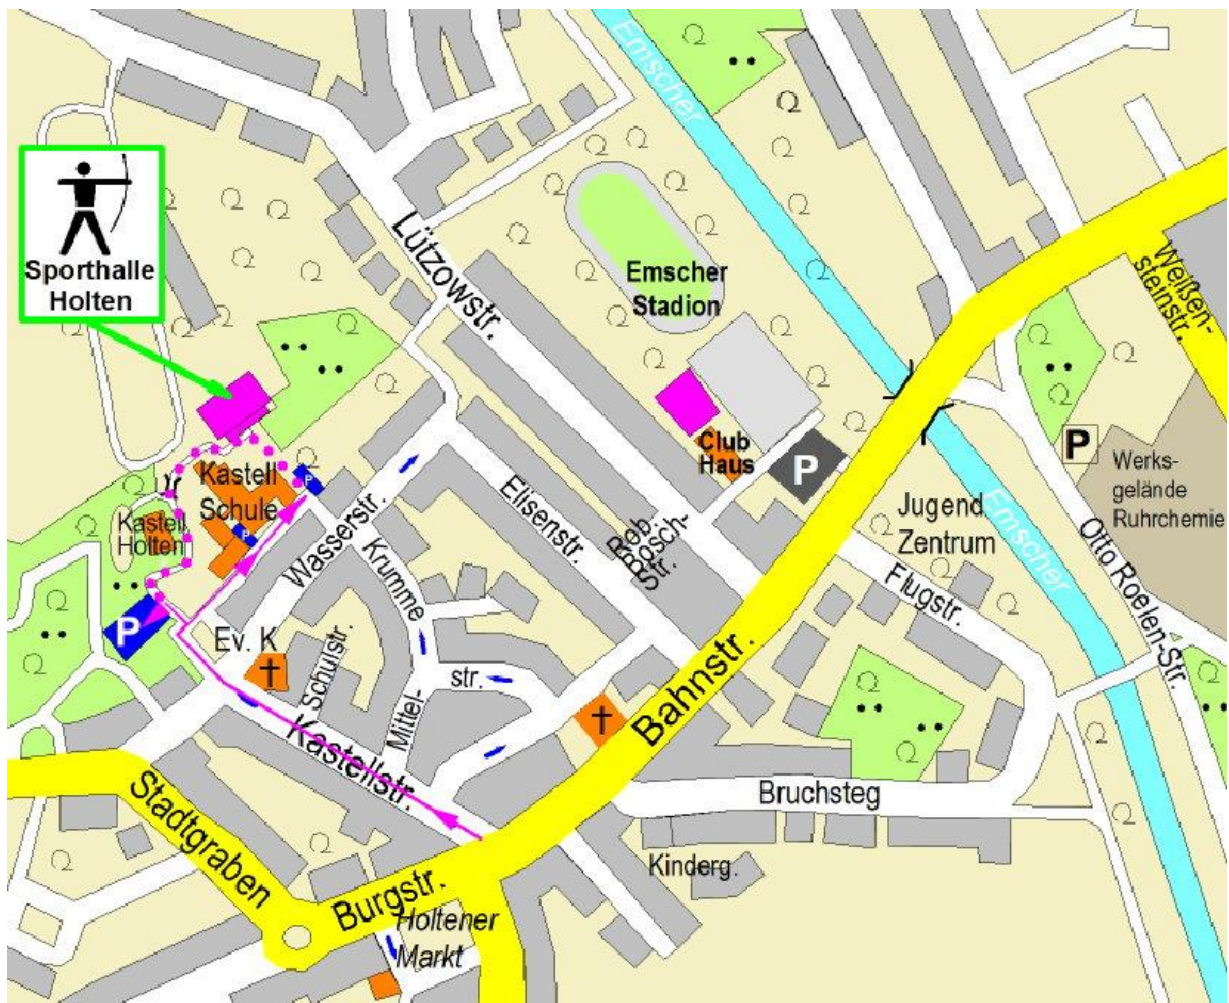 Emscher
Sporthalle
Holten
Lützowstr.
Emscher
Stadion
Weißen-
steinstr.
Club
Haus
P
P
Werks-
gelände
Ruhrchemie
Kastell
Schule
P
P
Kastell
Holten
Wasserstr.
Elisenstr.
Krumme
Bosch-
Str.
Jugend
Zentrum
Emscher
Otto Roelen-Str.
Flugstr.
P
Ev. K
Schulstr.
Mittel-
str.
Bahnstr.
Kastellstr.
Bruchsteg
Stadtgraben
Burgstr.
Kinderg.
Holtener
Markt